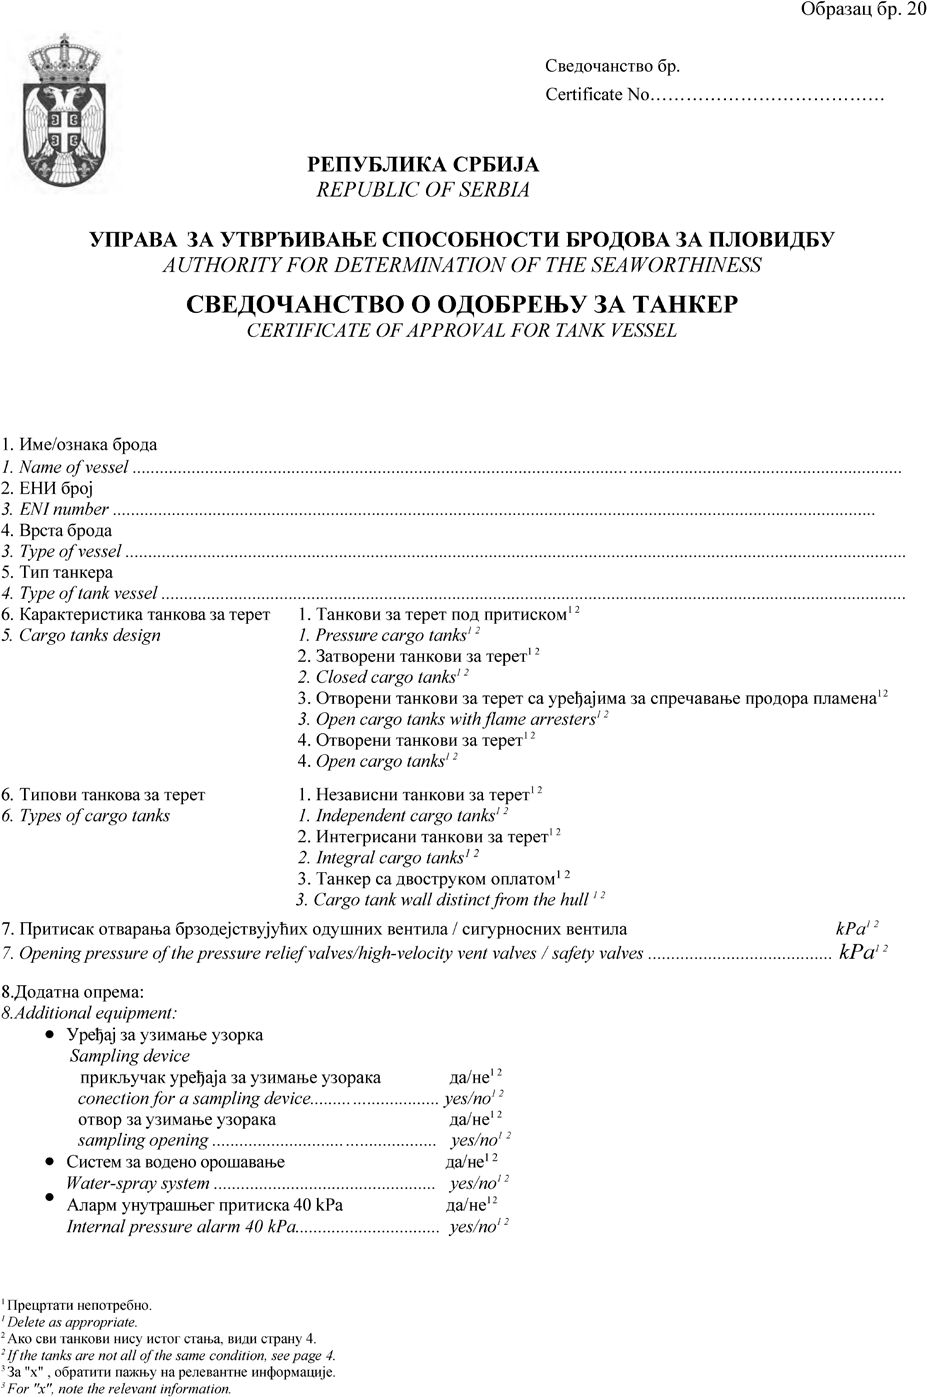 Образац бр. 20
Сведочанство бр.
Certificate No.......................................
РЕПУБЛИКА СРБИЈА
REPUBLIC OF SERBIA
УПРАВА ЗА УТВРЂИВАЊЕ СПОСОБНОСТИ БРОДОВА ЗА ПЛОВИДБУ
AUTHORITY FOR DETERMINATION OF THE SEAWORTHINESS
СВЕДОЧАНСТВО О ОДОБРЕЊУ ЗА ТАНКЕР
CERTIFICATE OF APPROVAL FOR TANK VESSEL
1. Име/ознака брода
1. Name of vessel ..........................................................................
2. ЕНИ број
3. ENI number ..........................................................................
4. Врста брода
3. Type of vessel ..........................................................................
5. Тип танкера
4. Type of tank vessel ..........................................................................
6. Карактеристика танкова за терет 1. Танкови за терет под притиском¹ ²
5. Cargo tanks design 1. Pressure cargo tanks¹ ²
2. Затворени танкови за терет¹ ²
2. Closed cargo tanks¹ ²
3. Отворени танкови за терет са уређајима за спречавање продора пламена¹ ²
3. Open cargo tanks with flame arresters¹ ²
4. Отворени танкови за терет¹ ²
4. Open cargo tanks¹ ²
6. Типови танкова за терет 1. Независни танкови за терет¹ ²
6. Types of cargo tanks 1. Independent cargo tanks¹ ²
2. Интегрисани танкови за терет¹ ²
2. Integral cargo tanks¹ ²
3. Танкер са двоструком оплатом¹ ²
3. Cargo tank wall distinct from the hull ¹ ²
7. Притисак отварања брзодејствујућих одушних вентила / сигурносних вентила kPa¹ ²
7. Opening pressure of the pressure relief valves/high-velocity vent valves / safety valves ......................................... kPa¹ ²
8.Додатна опрема:
8.Additional equipment:
• Уређај за узимање узорка
Sampling device
прикључак уређаја за узимање узорака да/не¹ ²
conection for a sampling device............................ yes/no¹ ²
отвор за узимање узорака да/не¹ ²
sampling opening .................................................. yes/no¹ ²
• Систем за водено орошавање да/не¹ ²
Water-spray system ................................................. yes/no¹ ²
• Аларм унутрашњег притиска 40 kPa да/не¹ ²
Internal pressure alarm 40 kPa................................ yes/no¹ ²
¹ Прецртати непотребно.
¹ Delete as appropriate.
² Ако сви танкови нису истог стања, види страну 4.
² If the tanks are not all of the same condition, see page 4.
³ За "x" , обратити пажњу на релевантне информације.
³ For "x", note the relevant information.